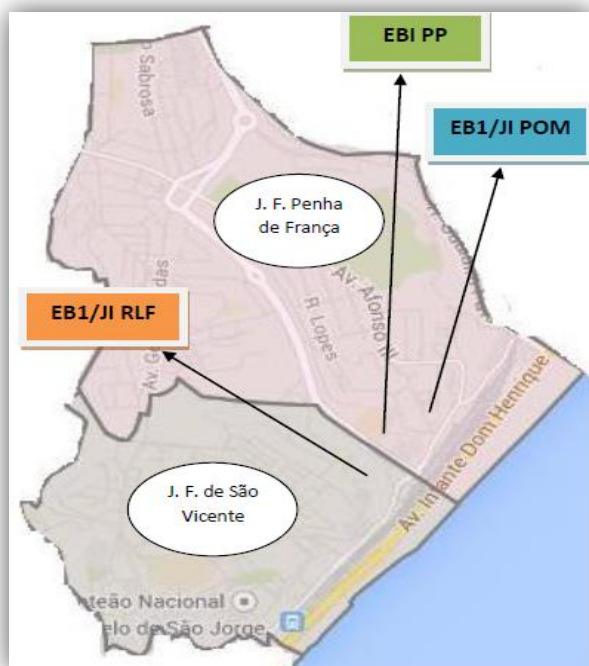 EBI PP
EB1/JI POM
o Sabrosa
J. F. Penha
de França
Av. Afonso III
R. Lopes
EB1/JI RLF
Av. Infante Dom Henrique
J. F. de São
Vicente
teão Nacional
elo de São Jorge